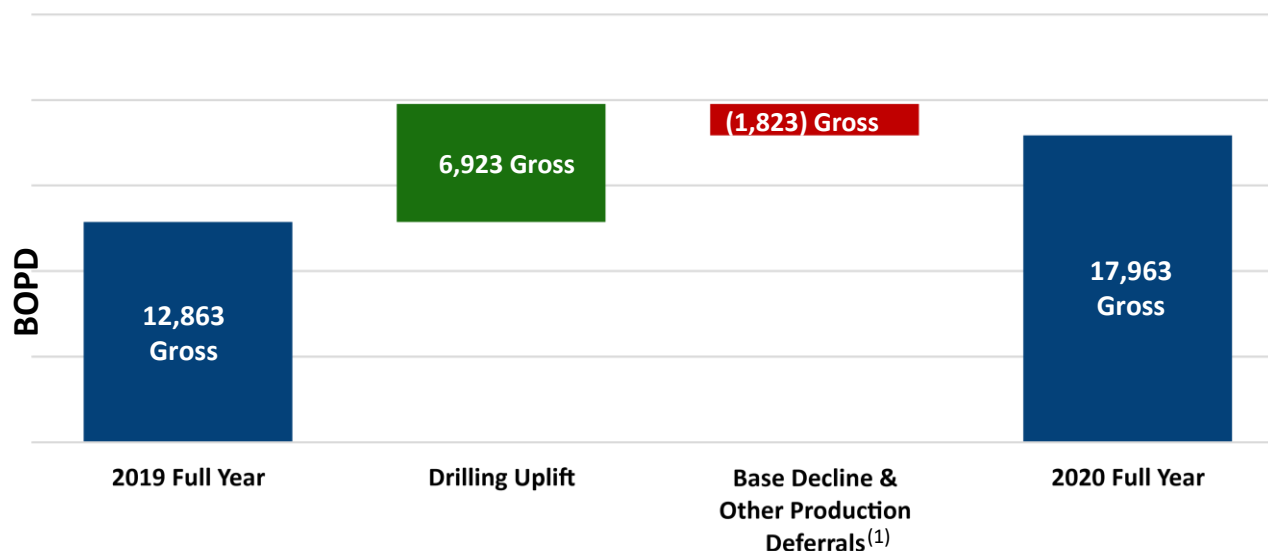 BOPD
12,863
Gross
6,923 Gross
(1,823) Gross
17,963
Gross
2019 Full Year
Drilling Uplift
Base Decline &
Other Production
Deferrals(1)
2020 Full Year